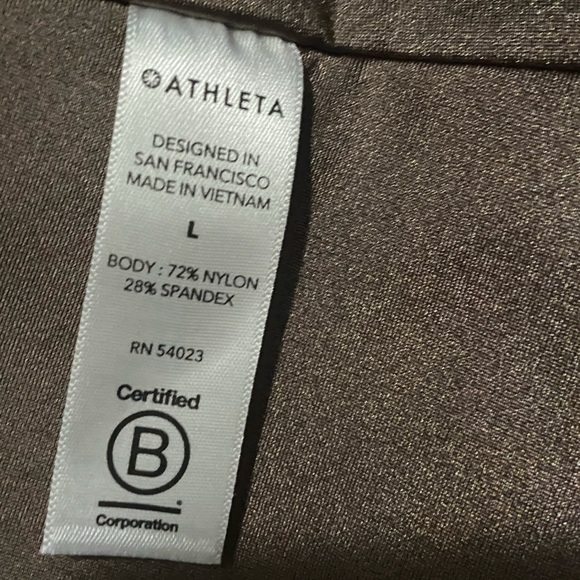 ATHLETA
DESIGNED IN
SAN FRANCISCO
MADE IN VIETNAM
L
BODY : 72% NYLON
28% SPANDEX
RN 54023
Certified
B
Corporation